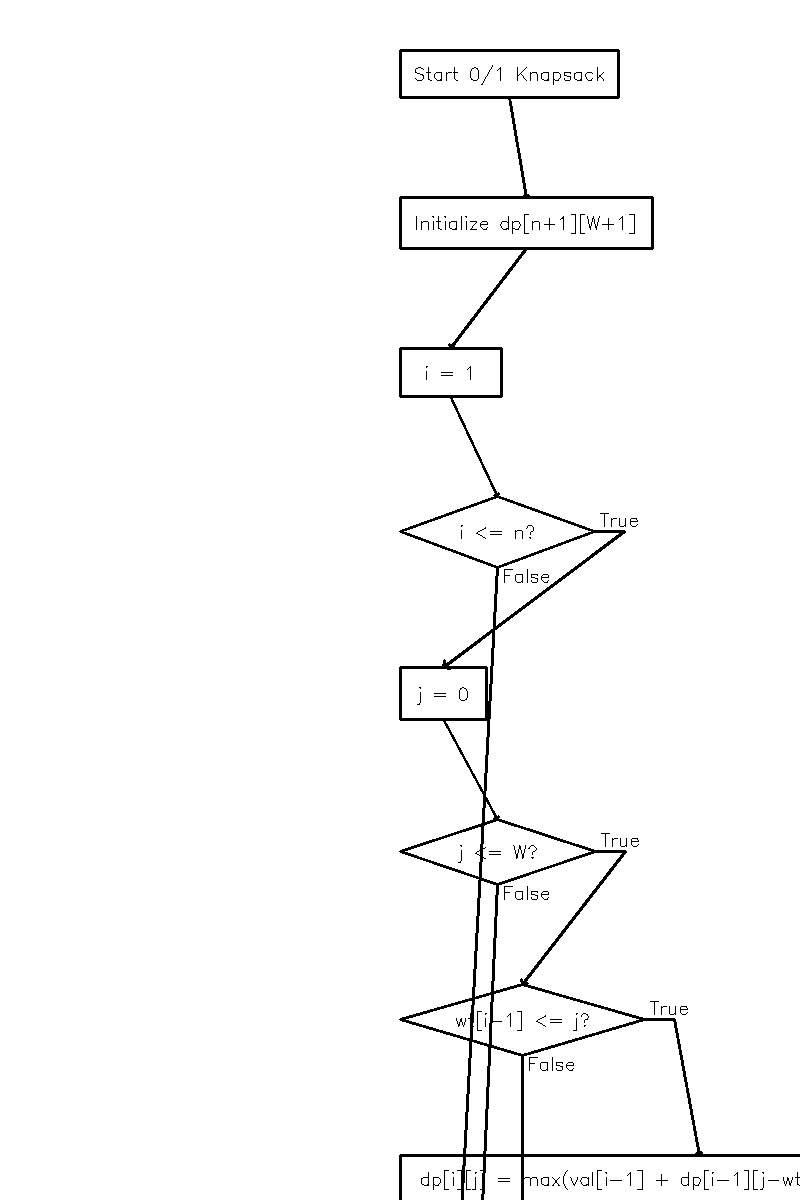 Start 0/1 Knapsack
Initialize dp[n+1][W+1]
i = 1
i <= n?
True
False
j = 0
j <= W?
True
False
wt[i-1] <= j?
True
False
dp[i][j] = max(val[i-1] + dp[i-1][j-wt